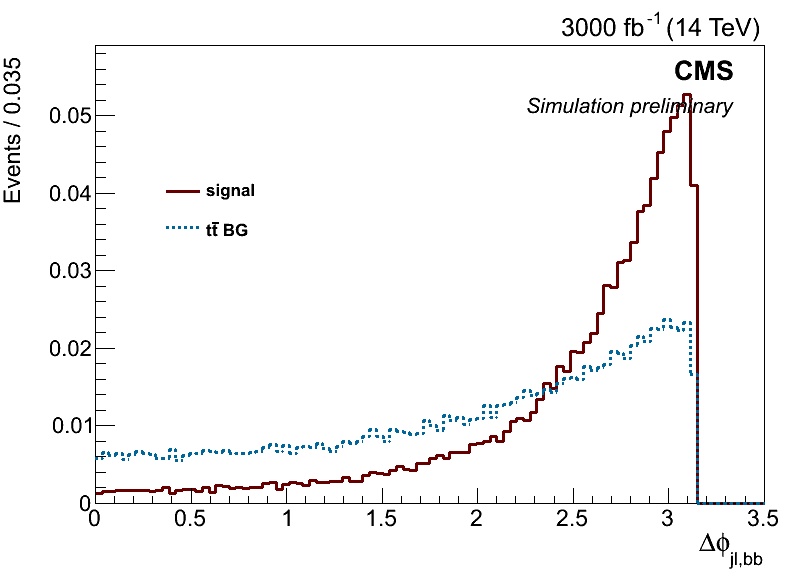 3000 fb⁻¹ (14 TeV)
CMS
Simulation preliminary
Events / 0.035
0.05
0.04
0.03
0.02
0.01
0
signal
tt̄ BG
0 0.5 1 1.5 2 2.5 3 3.5
Δϕjl,bb